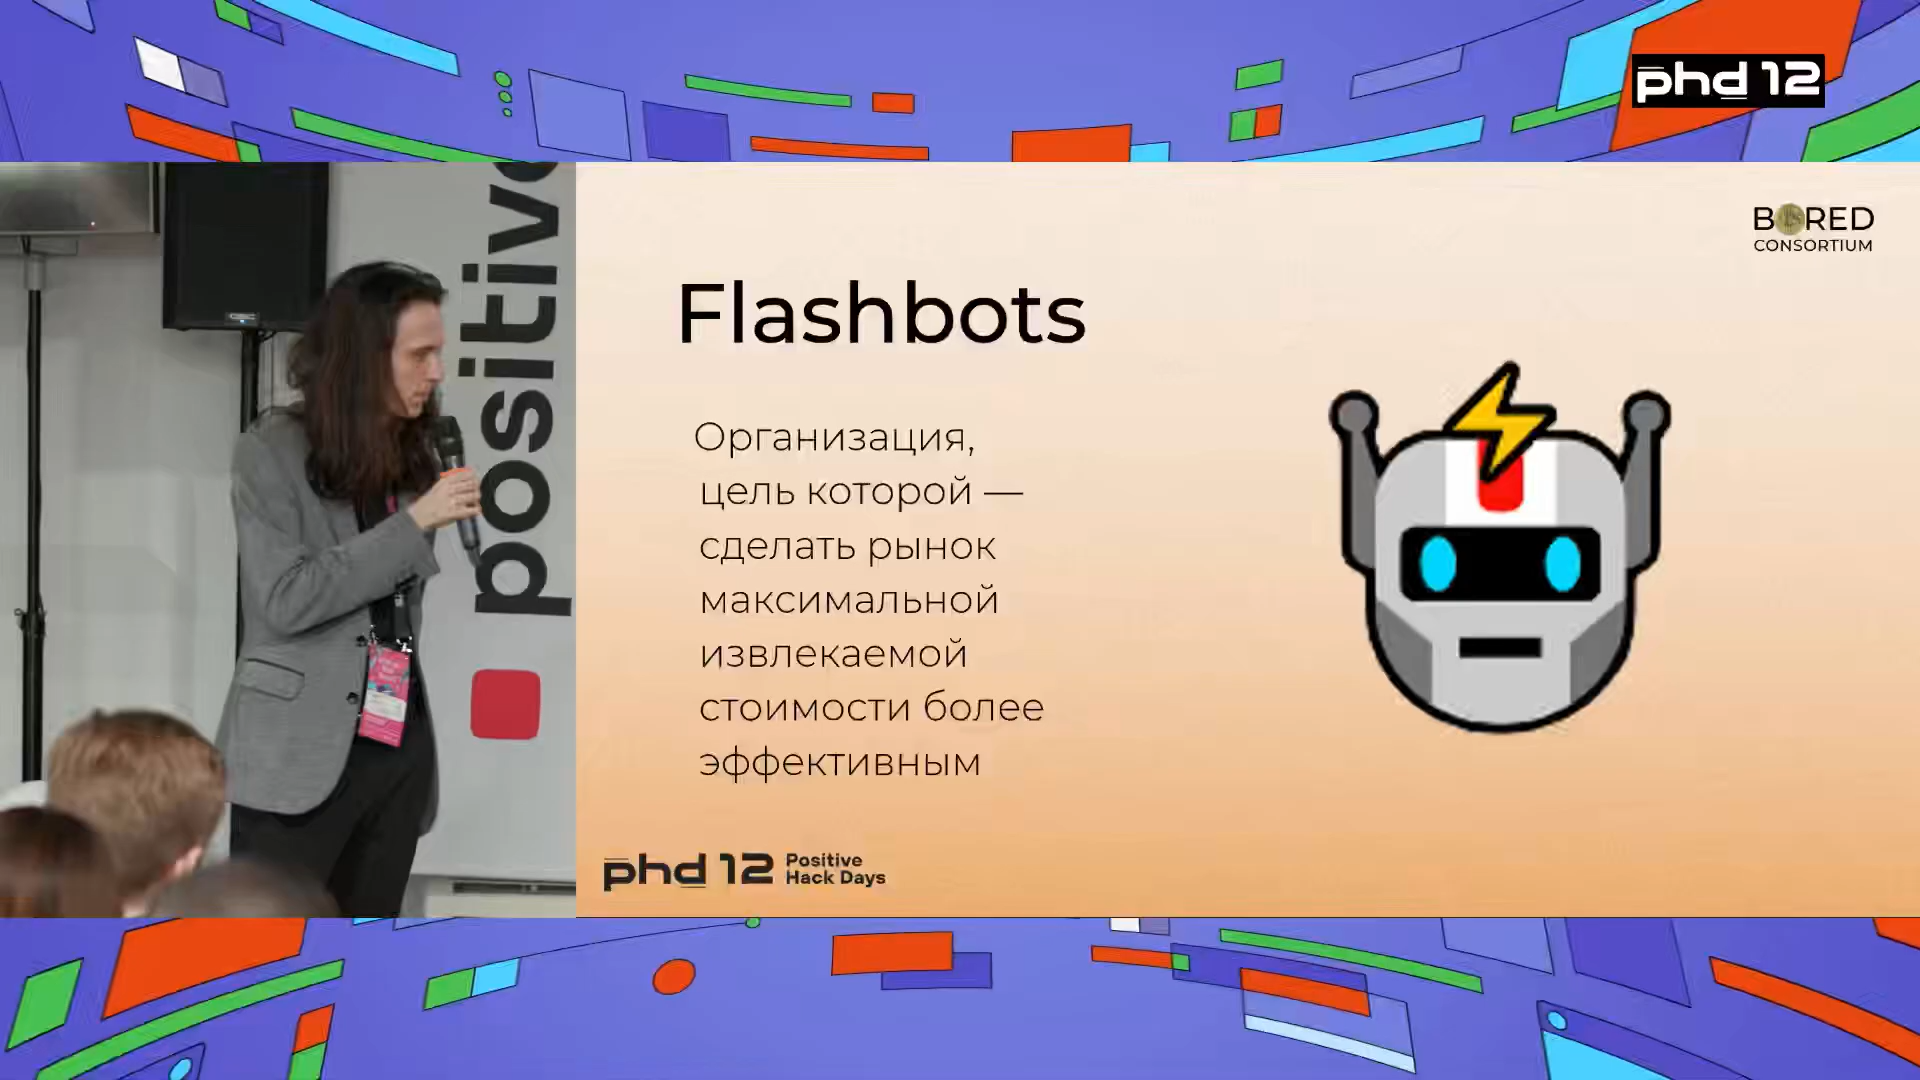 phd 12
positive
BORED
CONSORTIUM
Flashbots
Организация,
цель которой —
сделать рынок
максимальной
извлекаемой
стоимости более
эффективным
phd 12 Positive
Hack Days